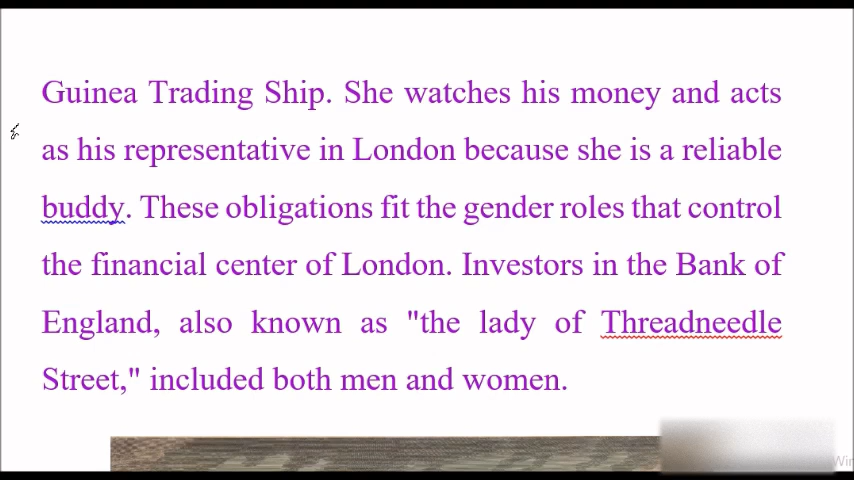 Guinea Trading Ship. She watches his money and acts
as his representative in London because she is a reliable
buddy. These obligations fit the gender roles that control
the financial center of London. Investors in the Bank of
England, also known as "the lady of Threadneedle
Street," included both men and women.